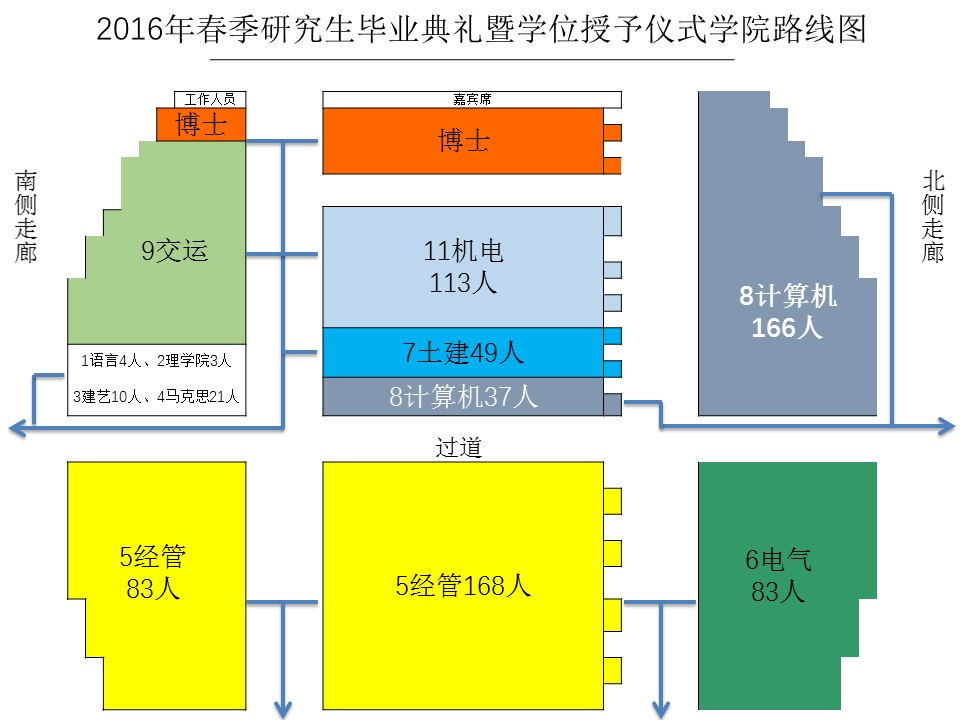 2016年春季研究生毕业典礼暨学位授予仪式学院路线图
工作人员
博士
嘉宾席
博士
南侧走廊
北侧走廊
9交运
11机电
113人
8计算机
166人
7土建49人
1语言4人、2理学院3人
3建艺10人、4马克思21人
8计算机37人
过道
5经管
83人
5经管168人
6电气
83人